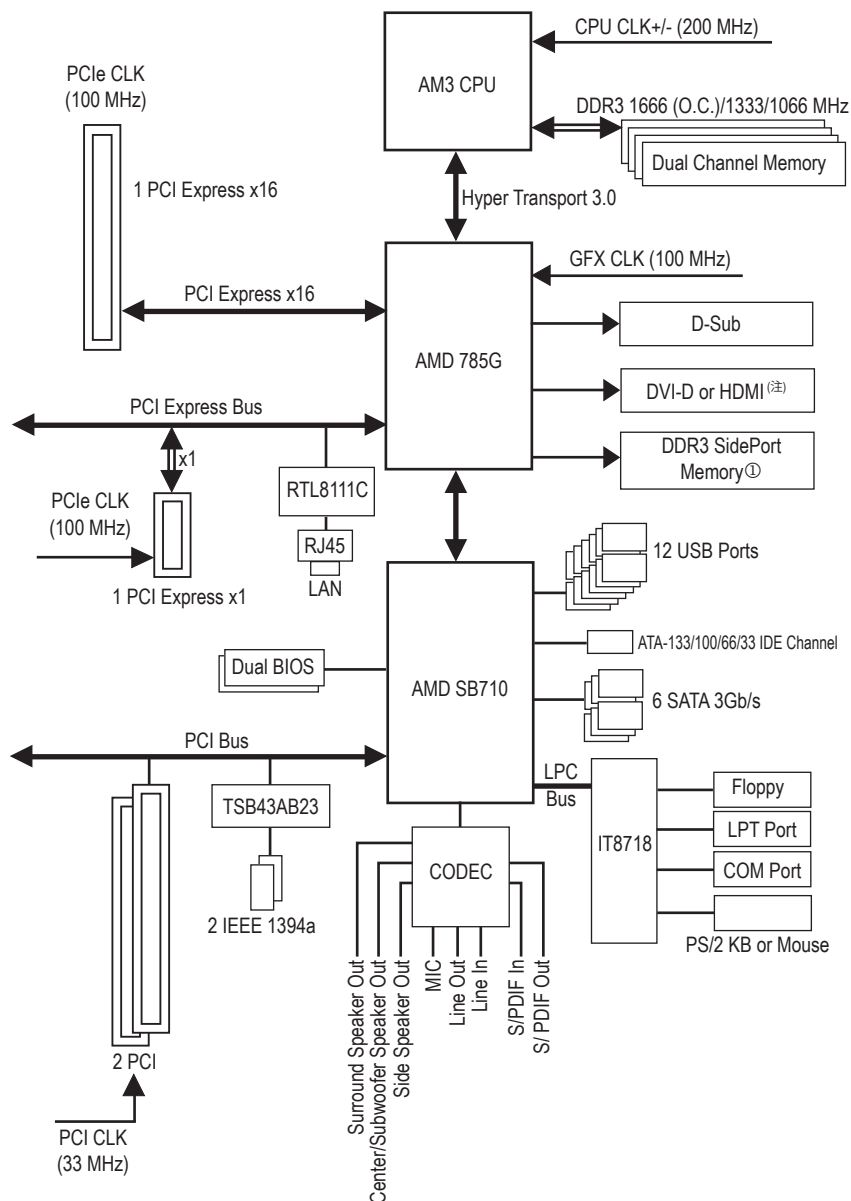 CPU CLK+/- (200 MHz)
AM3 CPU
PCIe CLK
(100 MHz)
DDR3 1666 (O.C.)/1333/1066 MHz
Dual Channel Memory
1 PCI Express x16
Hyper Transport 3.0
GFX CLK (100 MHz)
PCI Express x16
D-Sub
AMD 785G
DVI-D or HDMI (注)
PCI Express Bus
DDR3 SidePort
Memory①
x1
RTL8111C
PCIe CLK
(100 MHz)
RJ45
LAN
1 PCI Express x1
12 USB Ports
ATA-133/100/66/33 IDE Channel
Dual BIOS
AMD SB710
6 SATA 3Gb/s
PCI Bus
LPC
Bus
TSB43AB23
IT8718
Floppy
LPT Port
COM Port
PS/2 KB or Mouse
CODEC
2 IEEE 1394a
Surround Speaker Out
Center/Subwoofer Speaker Out
Side Speaker Out
MIC
Line Out
Line In
S/PDIF In
S/ PDIF Out
2 PCI
PCI CLK
(33 MHz)